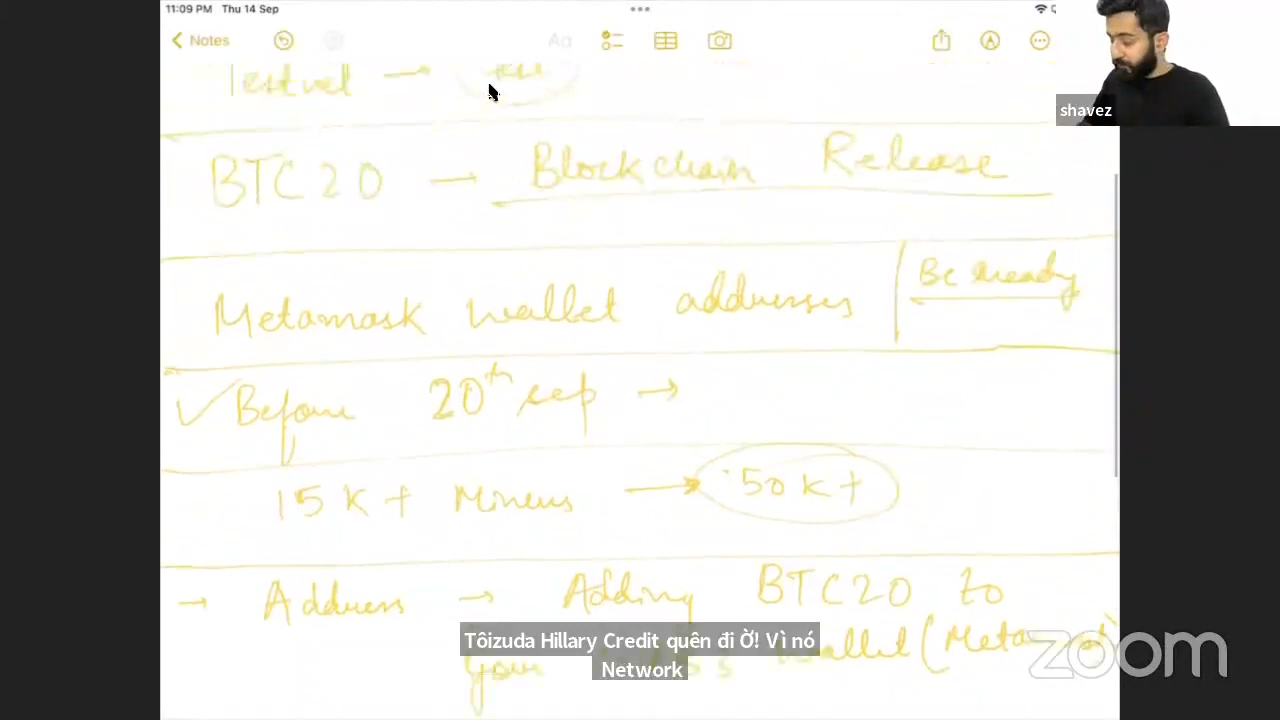 11:09 PM Thu 14 Sep
Notes
Aa
shavez
BTC20 → Blockchain Release
Metamask wallet addresses
Be ready
✓ Before 20th sep →
15 K + Miners → 50 K +
→ Address → Adding BTC20 to
wallet (
Tôizuda Hillary Credit quên đi Ờ! Vì nó
Network
zoom